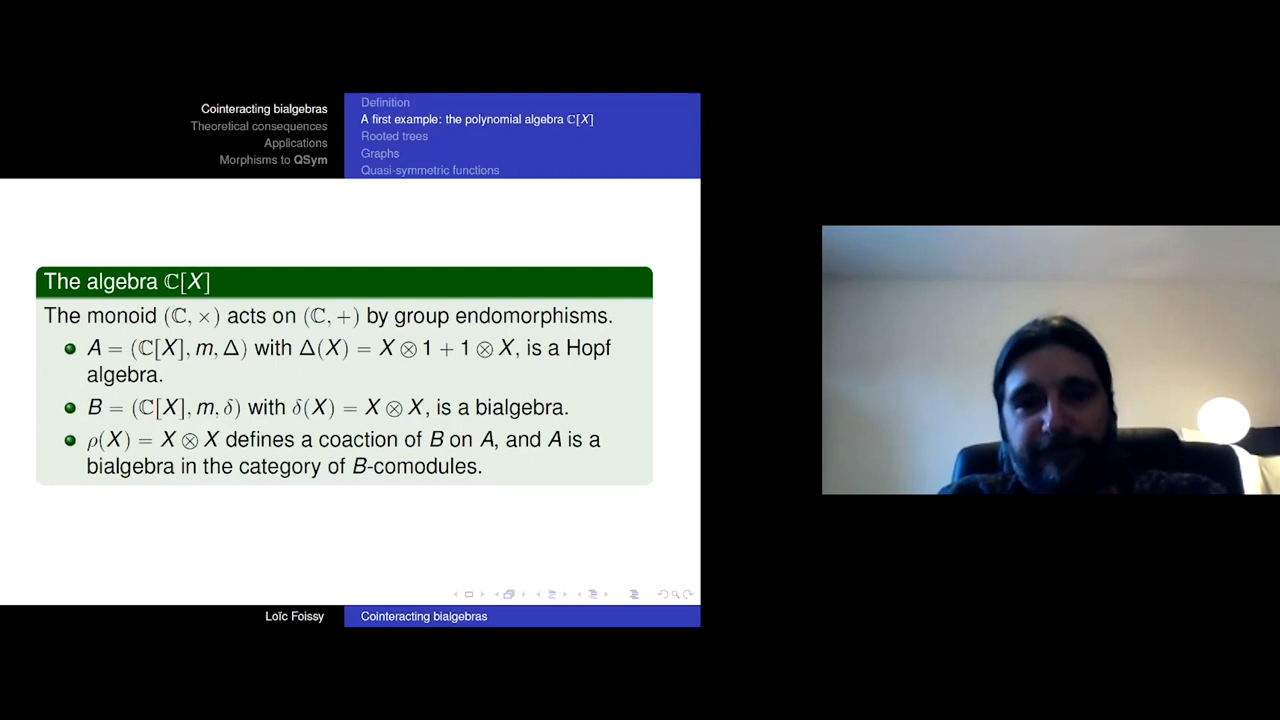 Cointeracting bialgebras
Theoretical consequences
Applications
Morphisms to QSym
Definition
A first example: the polynomial algebra ℂ[X]
Rooted trees
Graphs
Quasi-symmetric functions
The algebra ℂ[X]
The monoid (ℂ, ×) acts on (ℂ, +) by group endomorphisms.
A = (ℂ[X], m, Δ) with Δ(X) = X ⊗ 1 + 1 ⊗ X, is a Hopf
algebra.
B = (ℂ[X], m, δ) with δ(X) = X ⊗ X, is a bialgebra.
ρ(X) = X ⊗ X defines a coaction of B on A, and A is a
bialgebra in the category of B-comodules.
Loïc Foissy
Cointeracting bialgebras